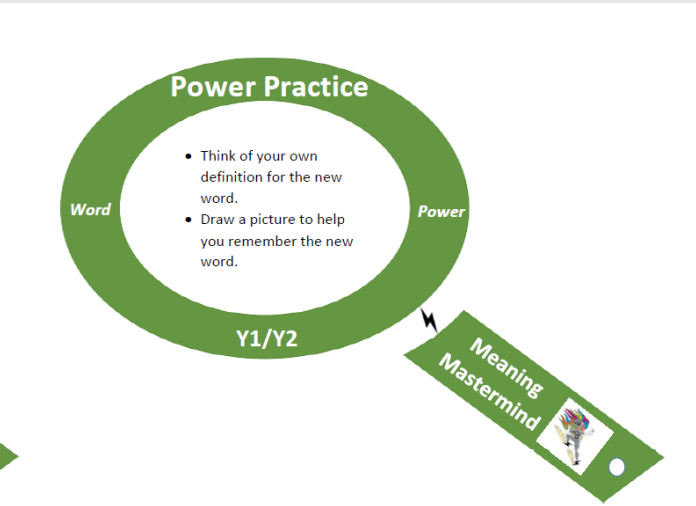 Power Practice
• Think of your own
definition for the new
word.
• Draw a picture to help
you remember the new
word.
Word
Power
Y1/Y2
Meaning
Mastermind